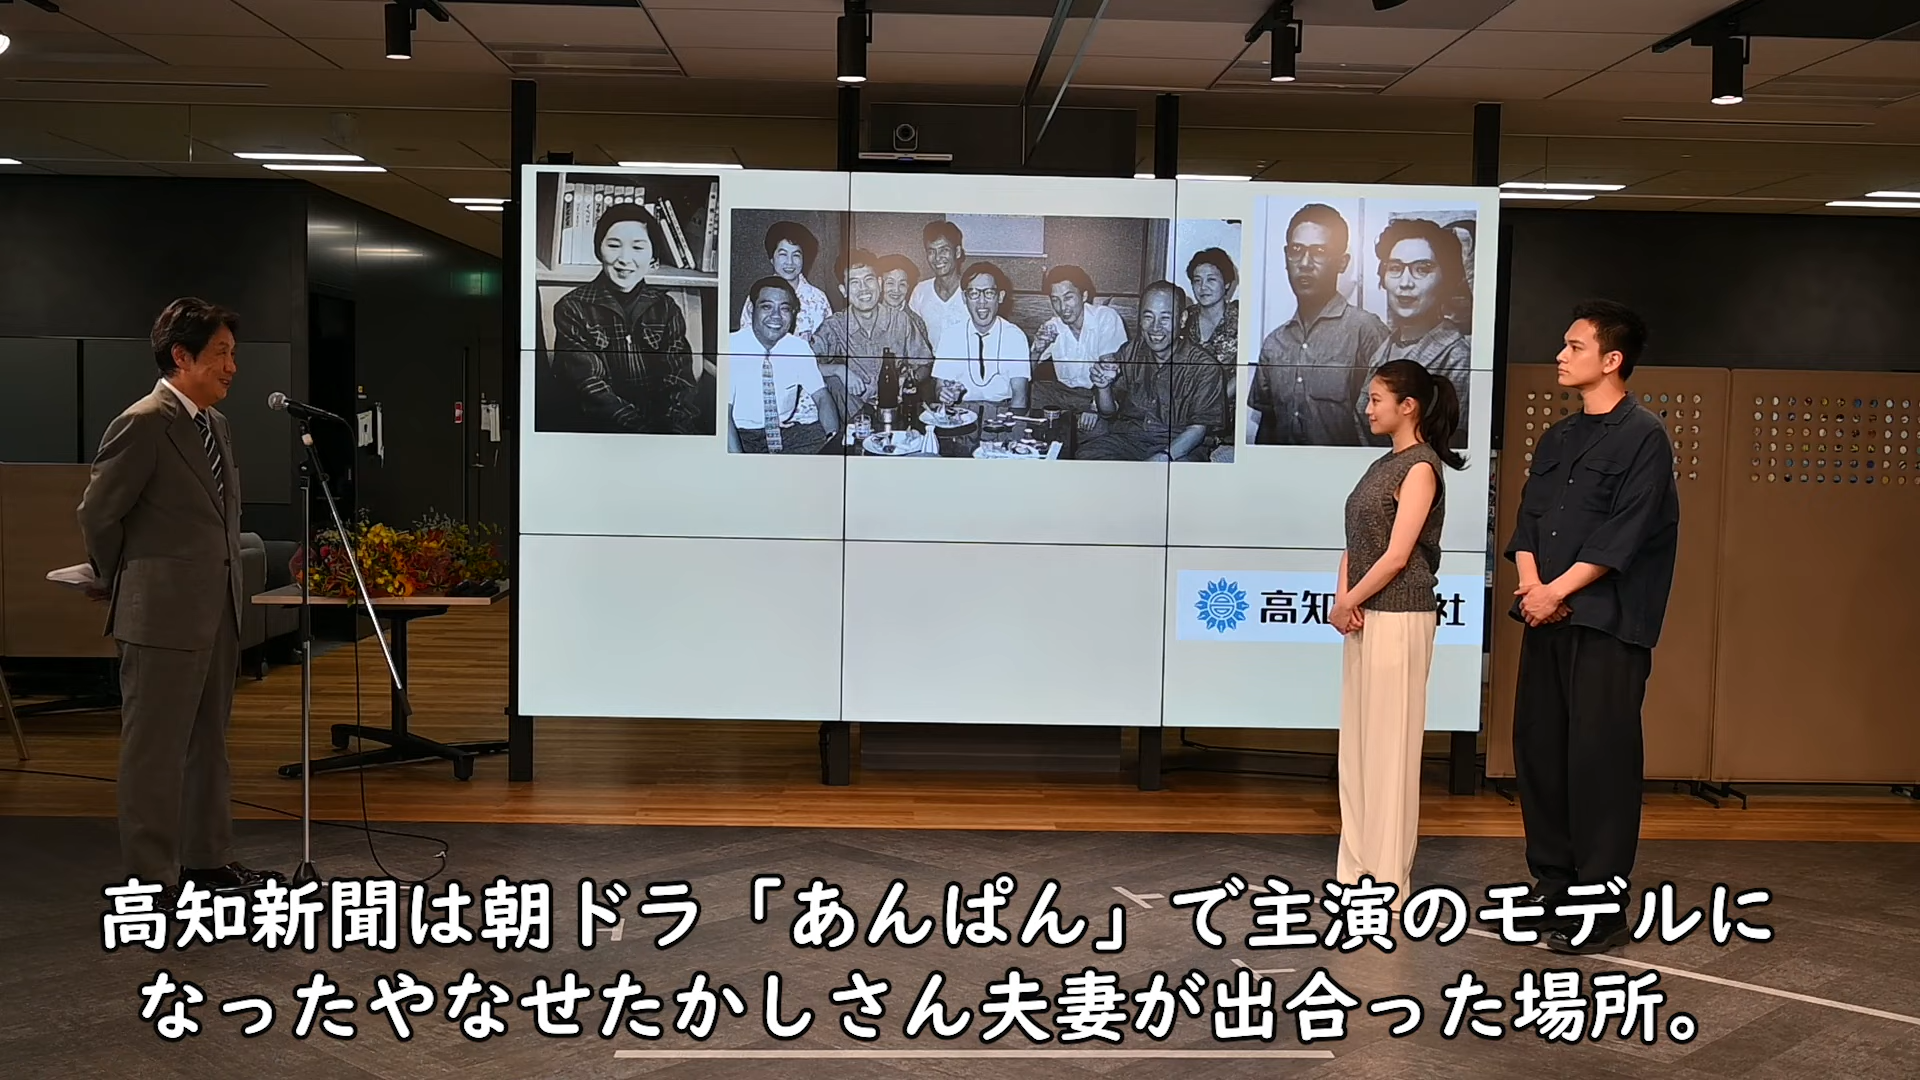 高知 社
高知新聞は朝ドラ「あんぱん」で主演のモデルに
なったやなせたかしさん夫妻が出合った場所。